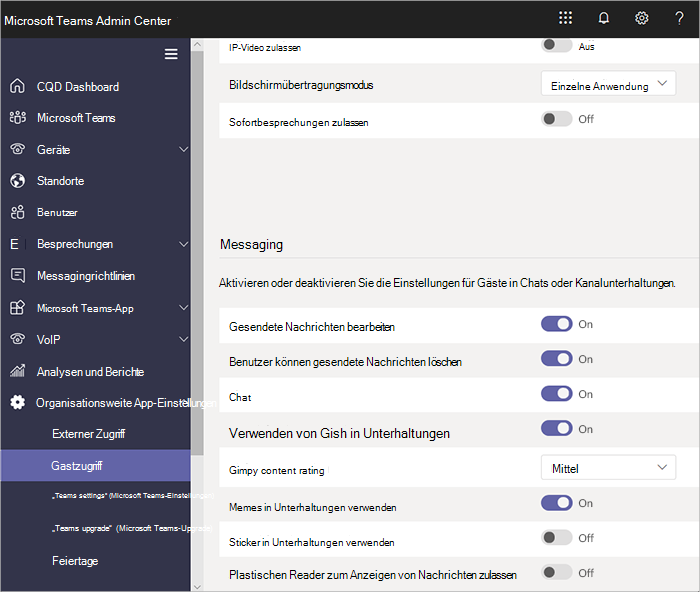 Microsoft Teams Admin Center
CQD Dashboard
Microsoft Teams
Geräte
Standorte
Benutzer
E Besprechungen
Messagingrichtlinien
Microsoft Teams-App
VoIP
Analysen und Berichte
Organisationsweite App-Einstellungen
Externer Zugriff
Gastzugriff
„Teams settings" (Microsoft Teams-Einstellungen)
„Teams upgrade" (Microsoft Teams-Upgrade)
Feiertage
IP-Video zulassen Aus
Bildschirmübertragungsmodus Einzelne Anwendung
Sofortbesprechungen zulassen Off
Messaging
Aktivieren oder deaktivieren Sie die Einstellungen für Gäste in Chats oder Kanalunterhaltungen.
Gesendete Nachrichten bearbeiten On
Benutzer können gesendete Nachrichten löschen On
Chat On
Verwenden von Gish in Unterhaltungen On
Gimpy content rating Mittel
Memes in Unterhaltungen verwenden On
Sticker in Unterhaltungen verwenden Off
Plastischen Reader zum Anzeigen von Nachrichten zulassen Off